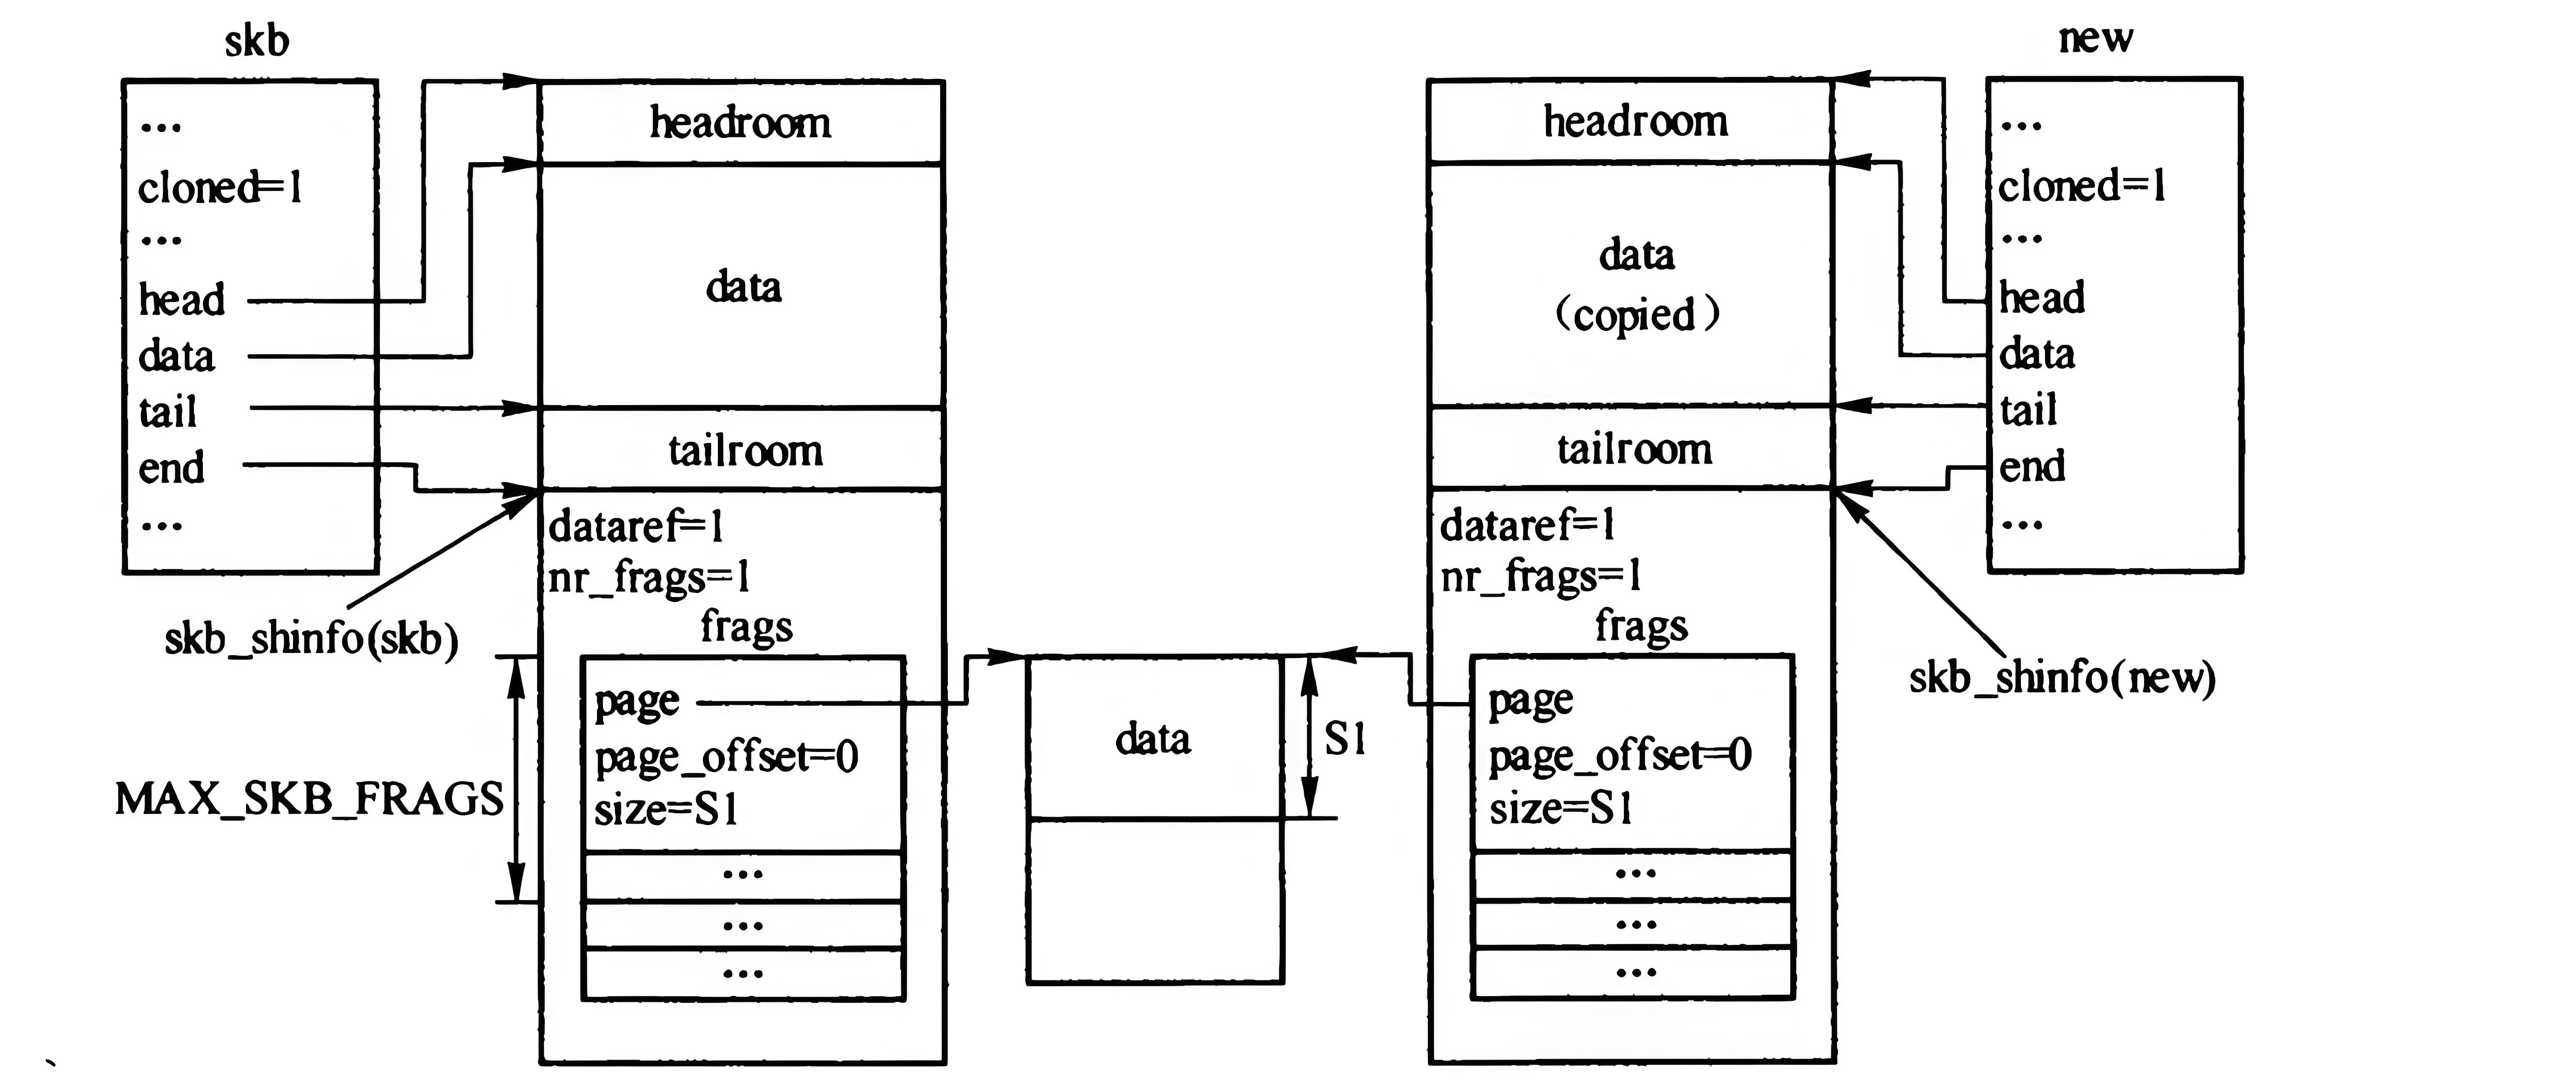 skb
...
cloned=1
...
head
data
tail
end
...
skb_shinfo(skb)
MAX_SKB_FRAGS
headroom
data
tailroom
dataref=1
nr_frags=1
frags
page
page_offset=0
size=S1
...
...
...
data
S1
headroom
data
(copied)
tailroom
dataref=1
nr_frags=1
frags
page
page_offset=0
size=S1
...
...
...
new
...
cloned=1
...
head
data
tail
end
...
skb_shinfo(new)